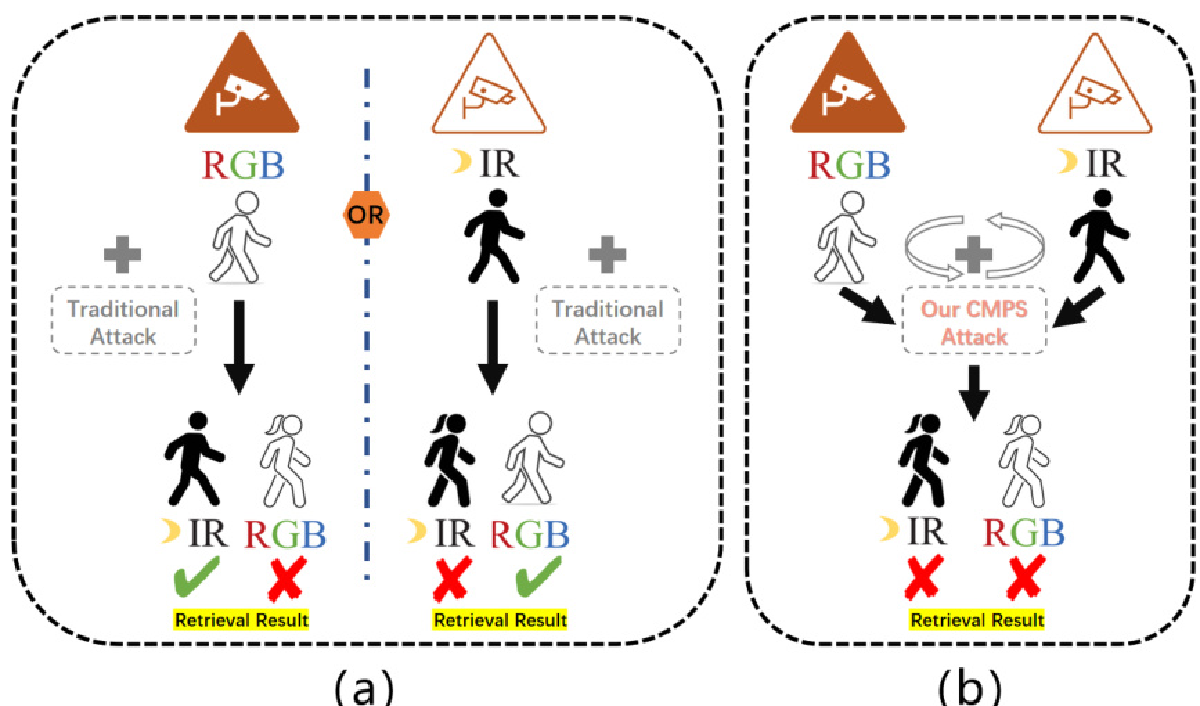 RGB
IR
OR
Traditional
Attack
Traditional
Attack
IR
RGB
IR
RGB
Retrieval Result
Retrieval Result
(a)
RGB
IR
Our CMPS
Attack
IR
RGB
Retrieval Result
(b)